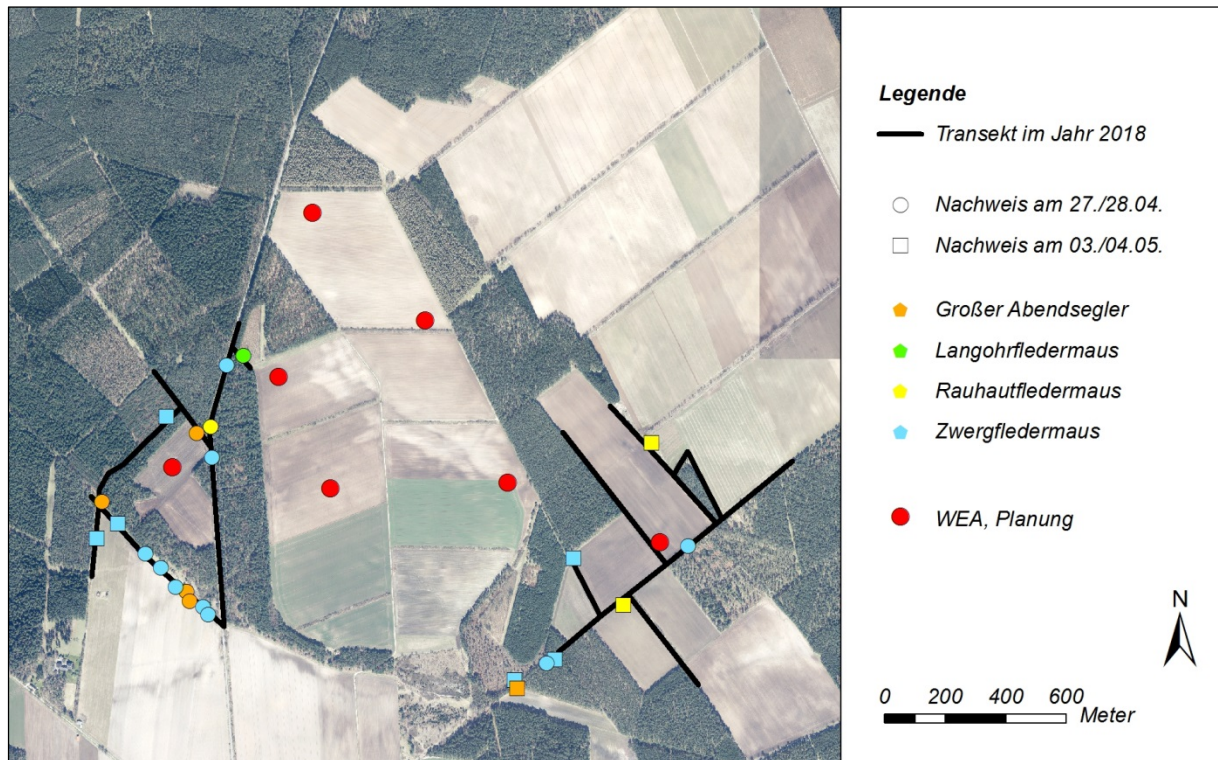 Legende
Transekt im Jahr 2018
Nachweis am 27./28.04.
Nachweis am 03./04.05.
Großer Abendsegler
Langohrfledermaus
Rauhautfledermaus
Zwergfledermaus
WEA, Planung
N
0 200 400 600
Meter